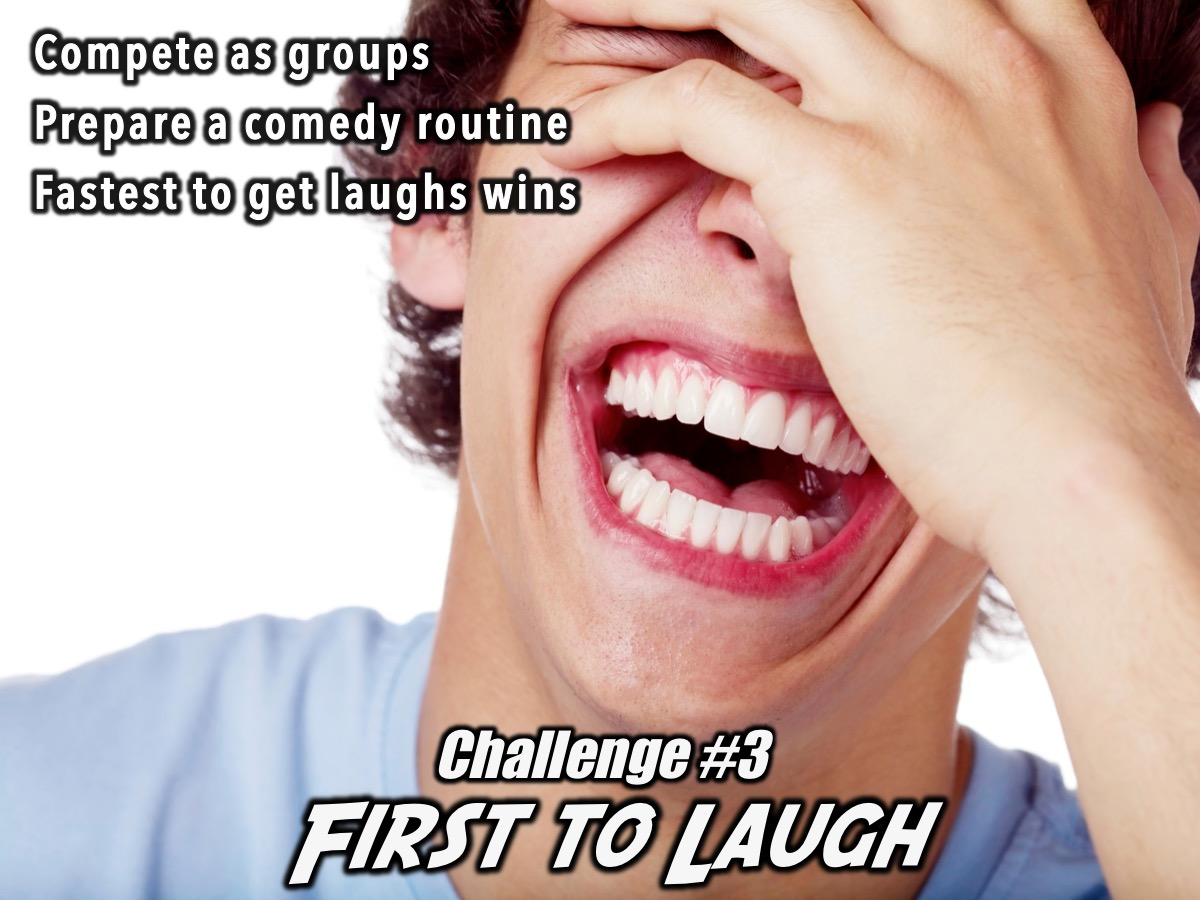 Compete as groups
Prepare a comedy routine
Fastest to get laughs wins
Challenge #3
First to Laugh